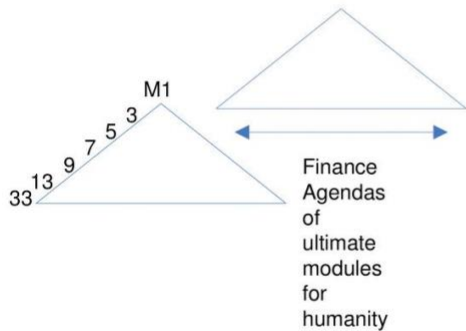 M1
3
5
7
9
13
33
Finance
Agendas
of
ultimate
modules
for
humanity